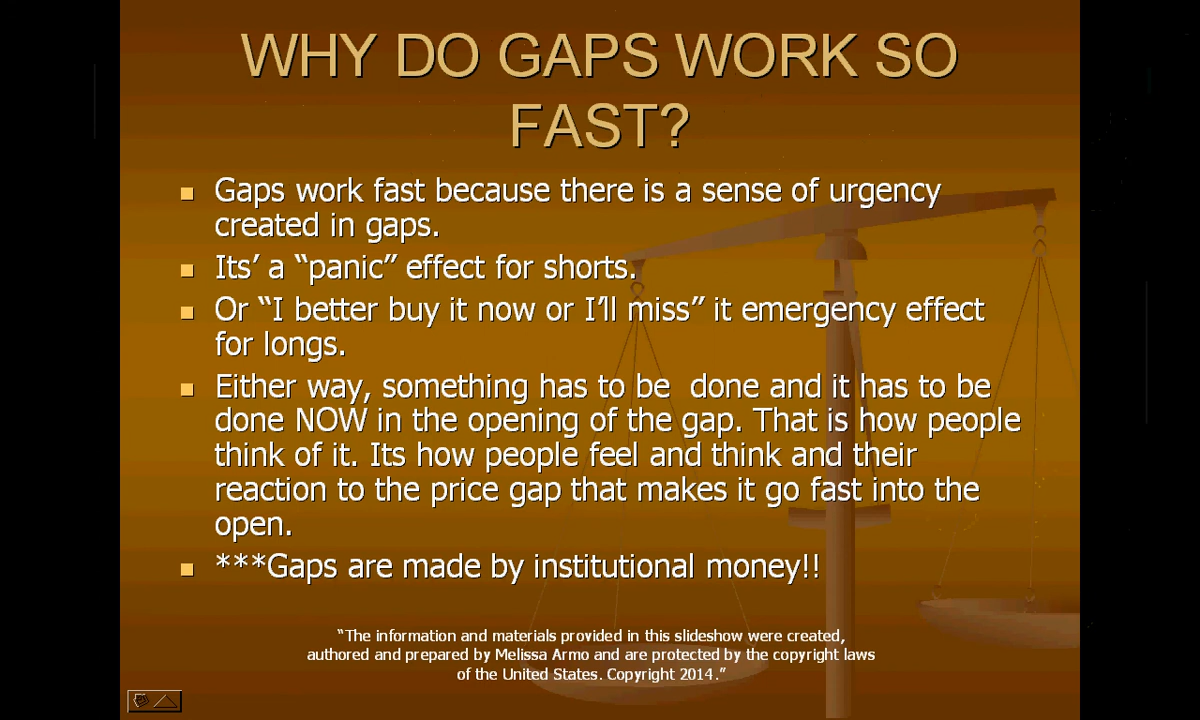 WHY DO GAPS WORK SO
FAST?
Gaps work fast because there is a sense of urgency
created in gaps.
Its’ a “panic” effect for shorts.
Or “I better buy it now or I’ll miss” it emergency effect
for longs.
Either way, something has to be  done and it has to be
done NOW in the opening of the gap. That is how people
think of it. Its how people feel and think and their
reaction to the price gap that makes it go fast into the
open.
***Gaps are made by institutional money!!
“The information and materials provided in this slideshow were created,
authored and prepared by Melissa Armo and are protected by the copyright laws
of the United States. Copyright 2014.”